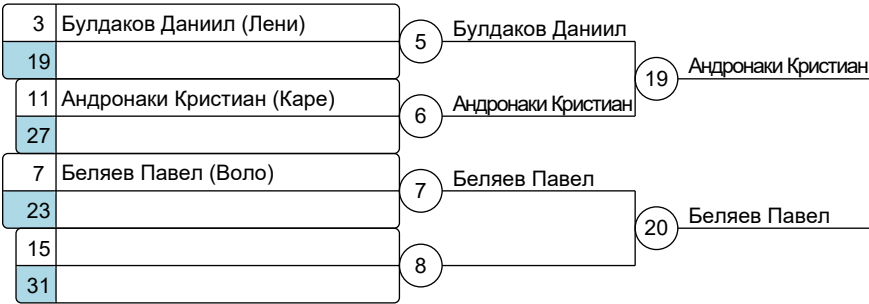 3 Булдаков Даниил (Лени)
19
5 Булдаков Даниил
19 Андронаки Кристиан
11 Андронаки Кристиан (Каре)
27
6 Андронаки Кристиан
7 Беляев Павел (Воло)
23
7 Беляев Павел
20 Беляев Павел
15
31
8